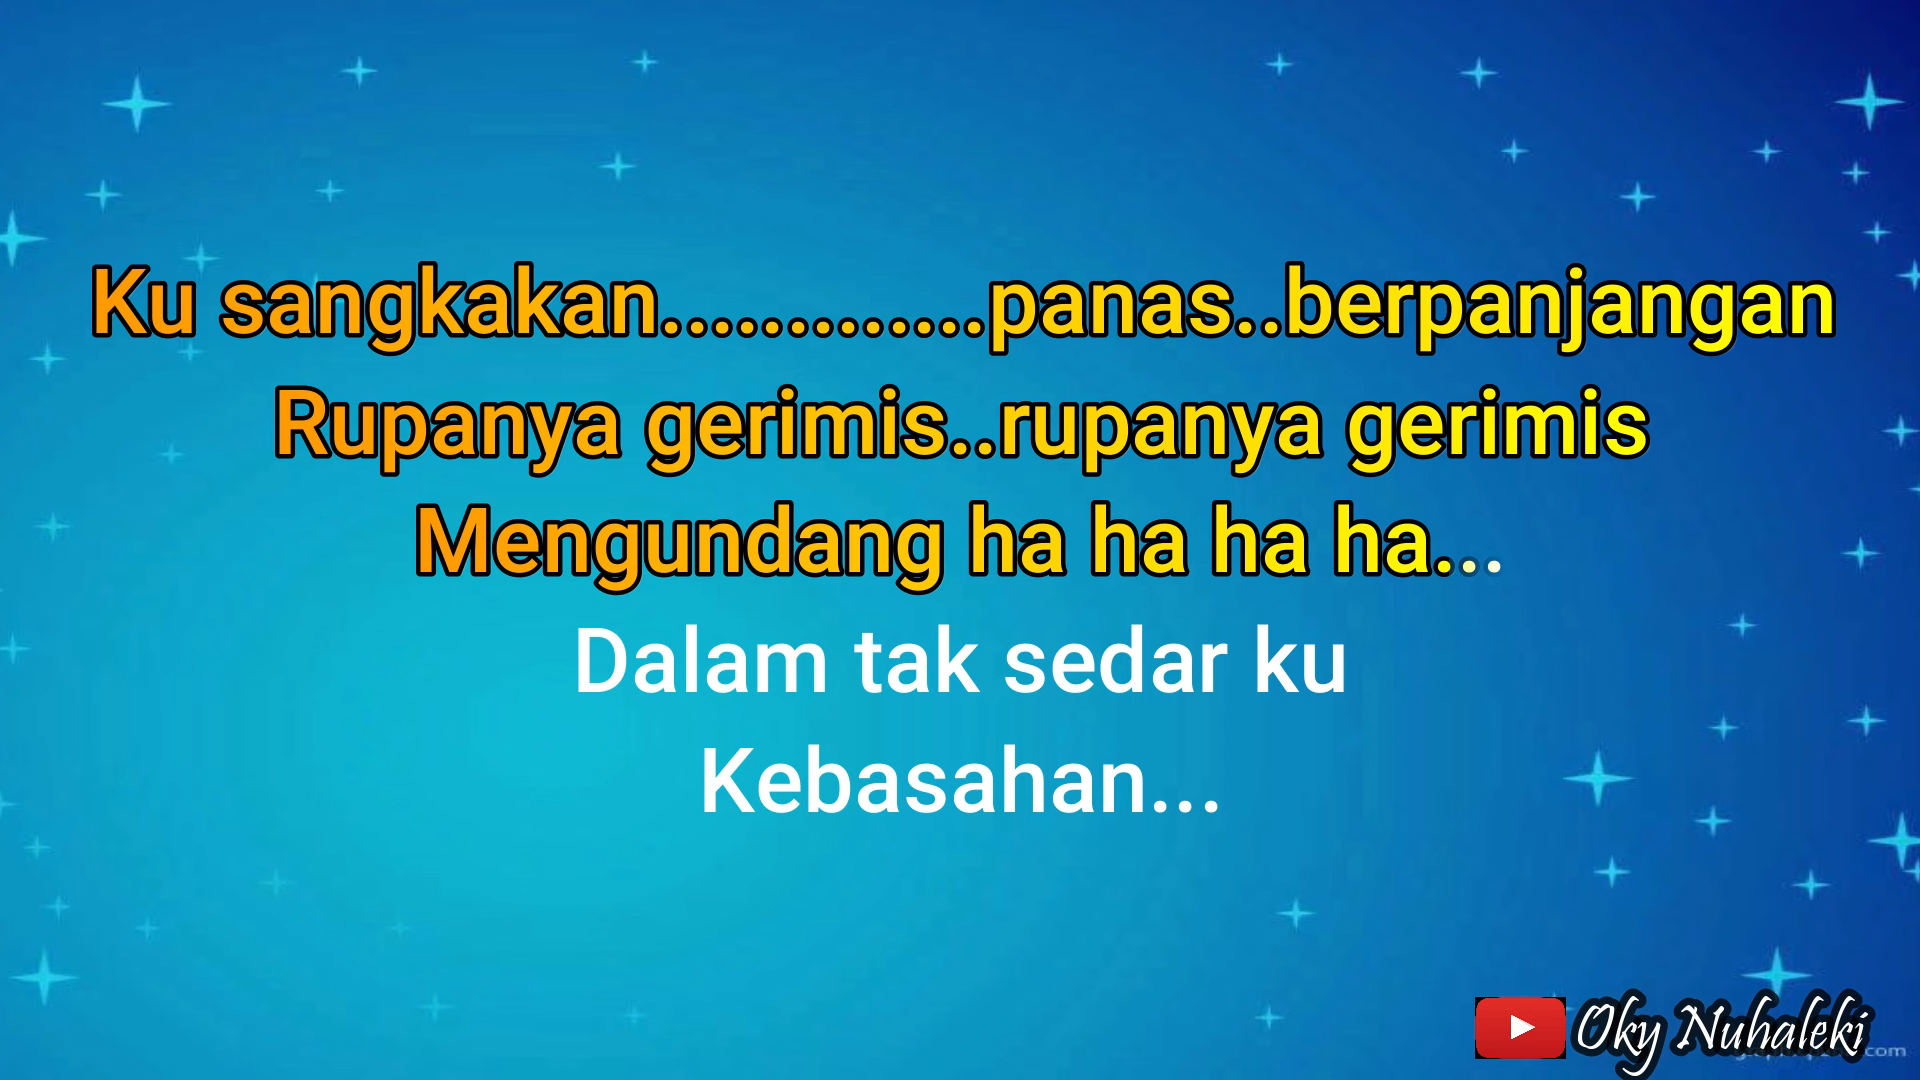 Ku sangkakan.............panas..berpanjangan
Rupanya gerimis..rupanya gerimis
Mengundang ha ha ha ha...
Dalam tak sedar ku
Kebasahan...
Oky Nuhaleki